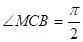 ∠MCB = π/2